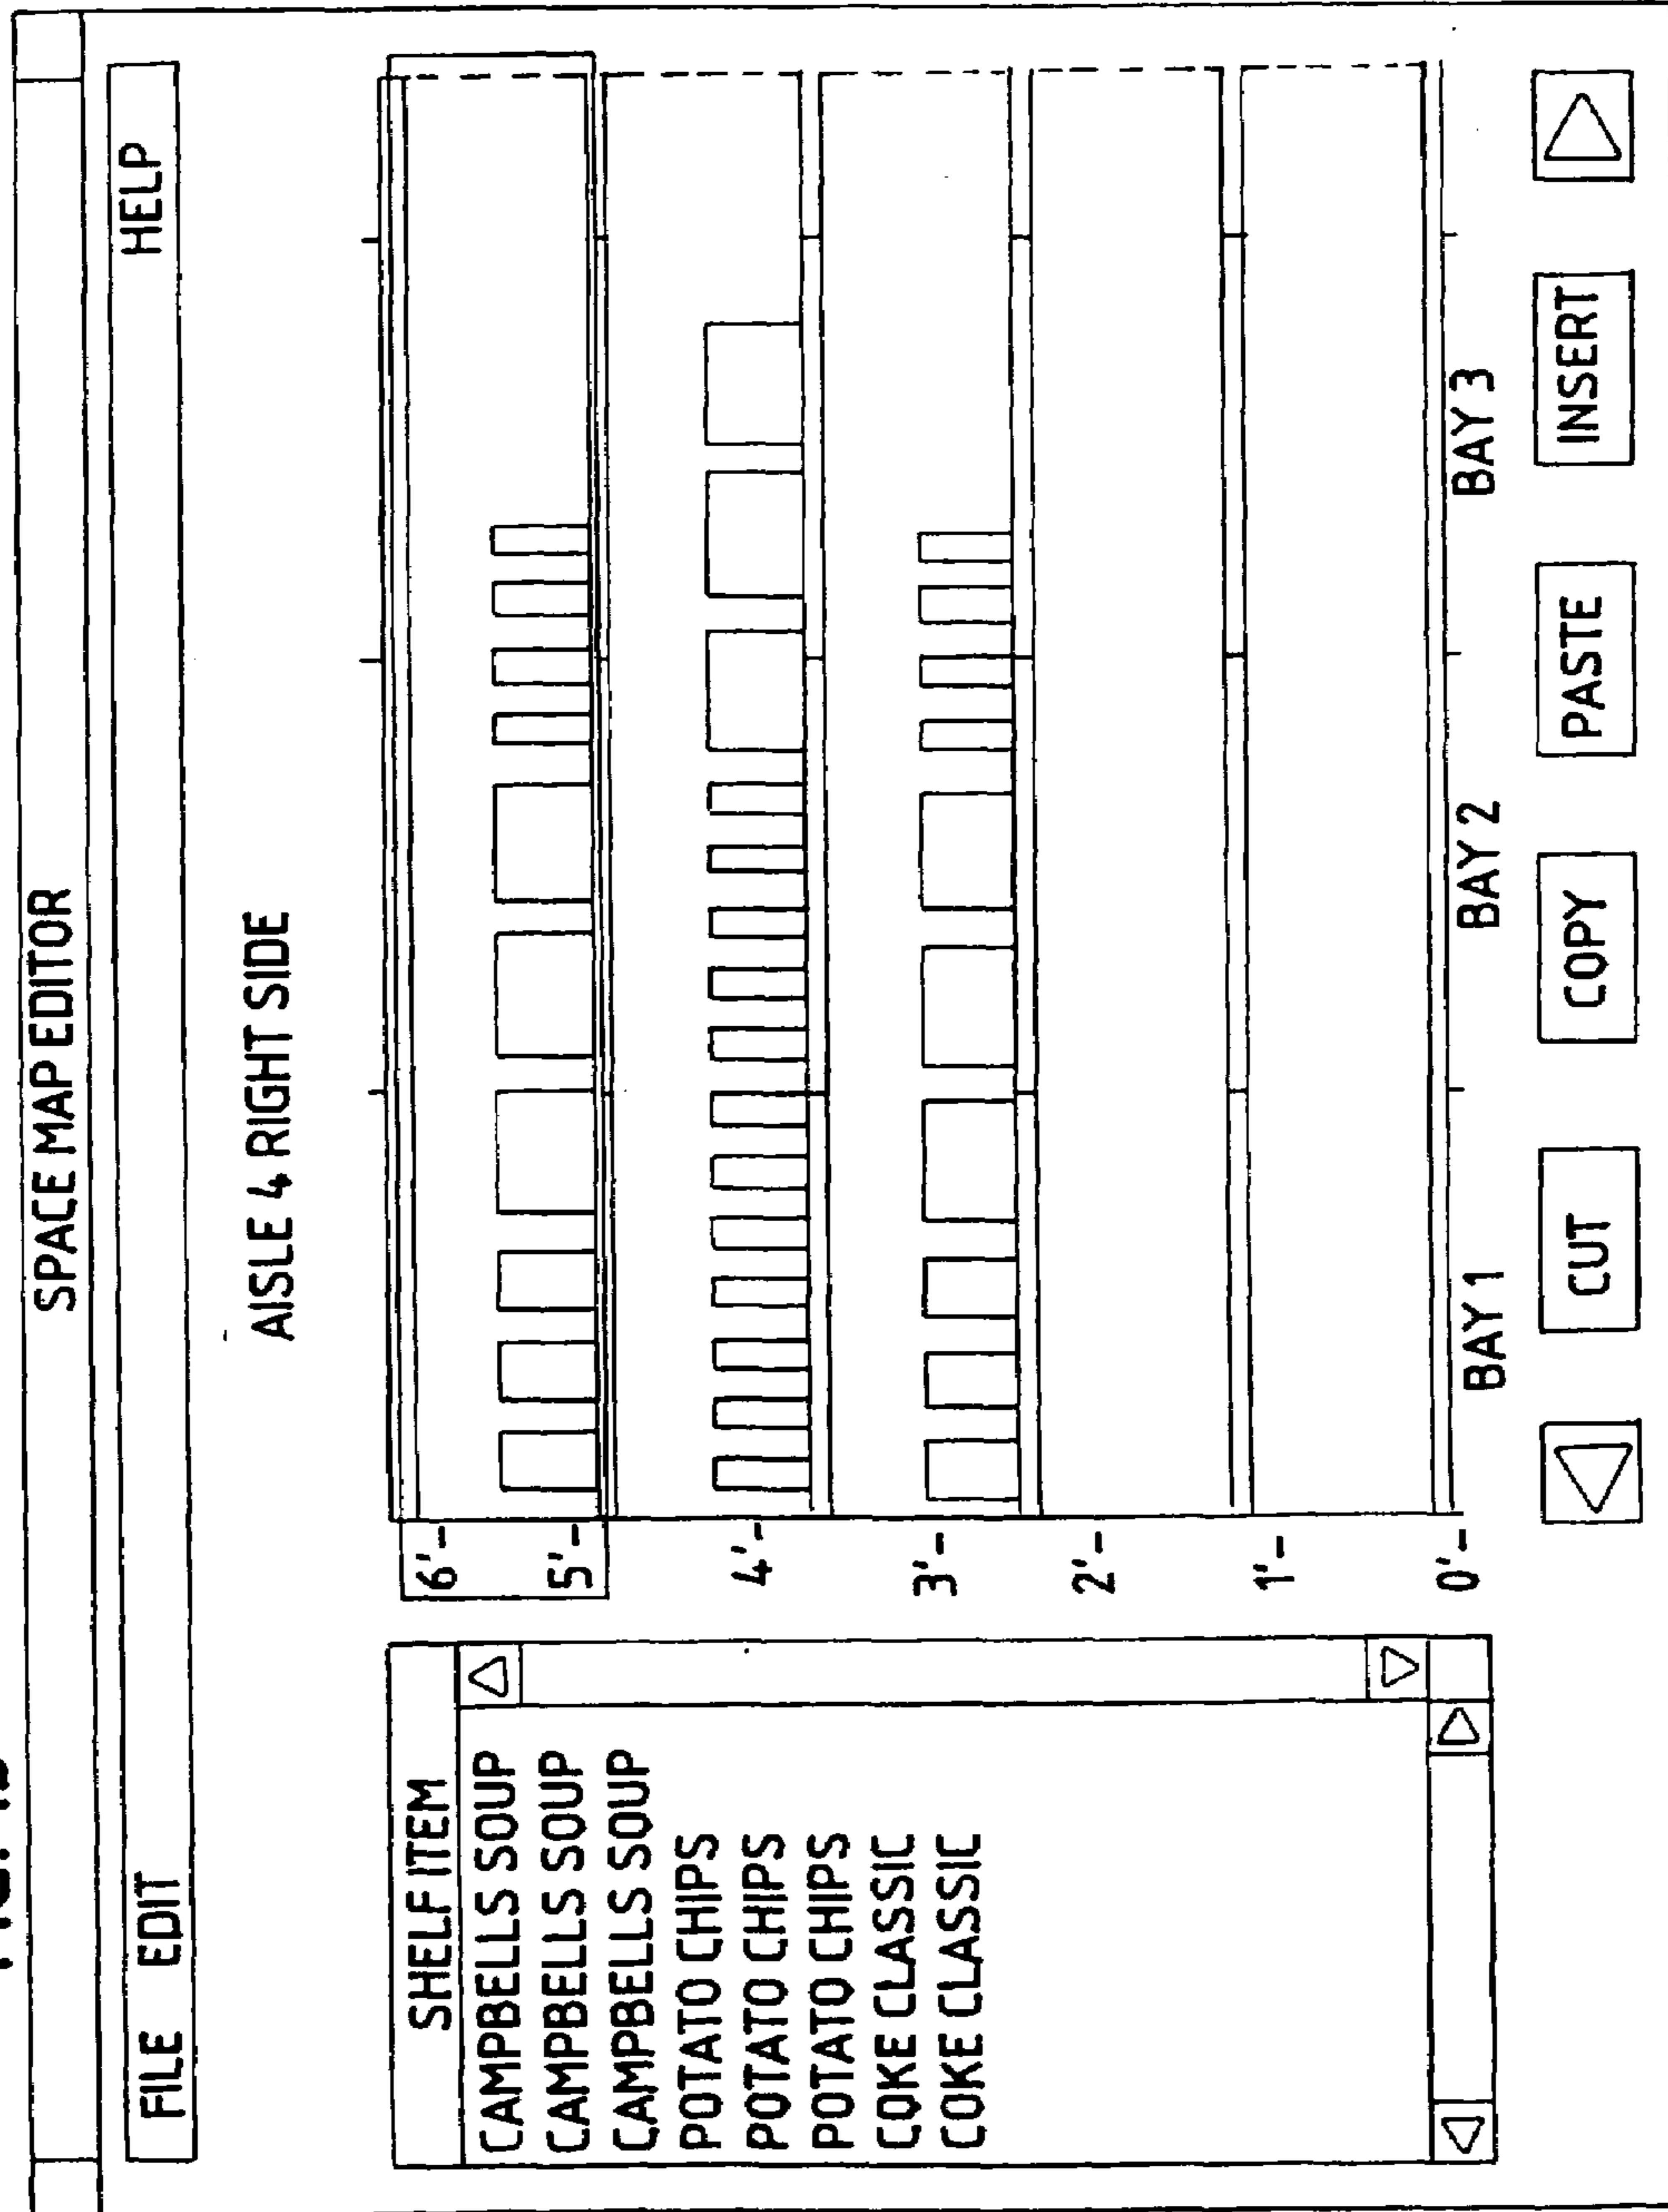 SPACE MAP EDITOR
FILE EDIT HELP
AISLE 4 RIGHT SIDE
SHELF ITEM
CAMPBELLS SOUP
CAMPBELLS SOUP
CAMPBELLS SOUP
POTATO CHIPS
POTATO CHIPS
POTATO CHIPS
COKE CLASSIC
COKE CLASSIC
6'-
5'-
4'-
3'-
2'-
1'-
0'-
BAY 1 BAY 2 BAY 3
CUT COPY PASTE INSERT